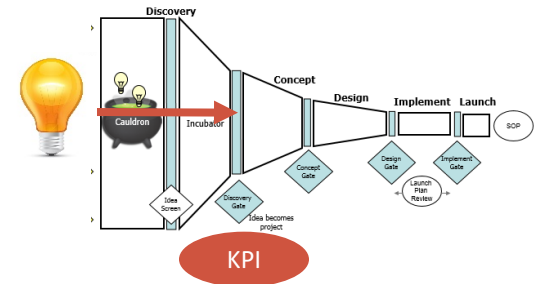 Discovery
Concept
Design
Implement
Launch
Cauldron
Incubator
SOP
Idea
Screen
Discovery
Gate
Idea becomes
project
Concept
Gate
Design
Gate
Launch
Plan
Review
Implement
Gate
KPI